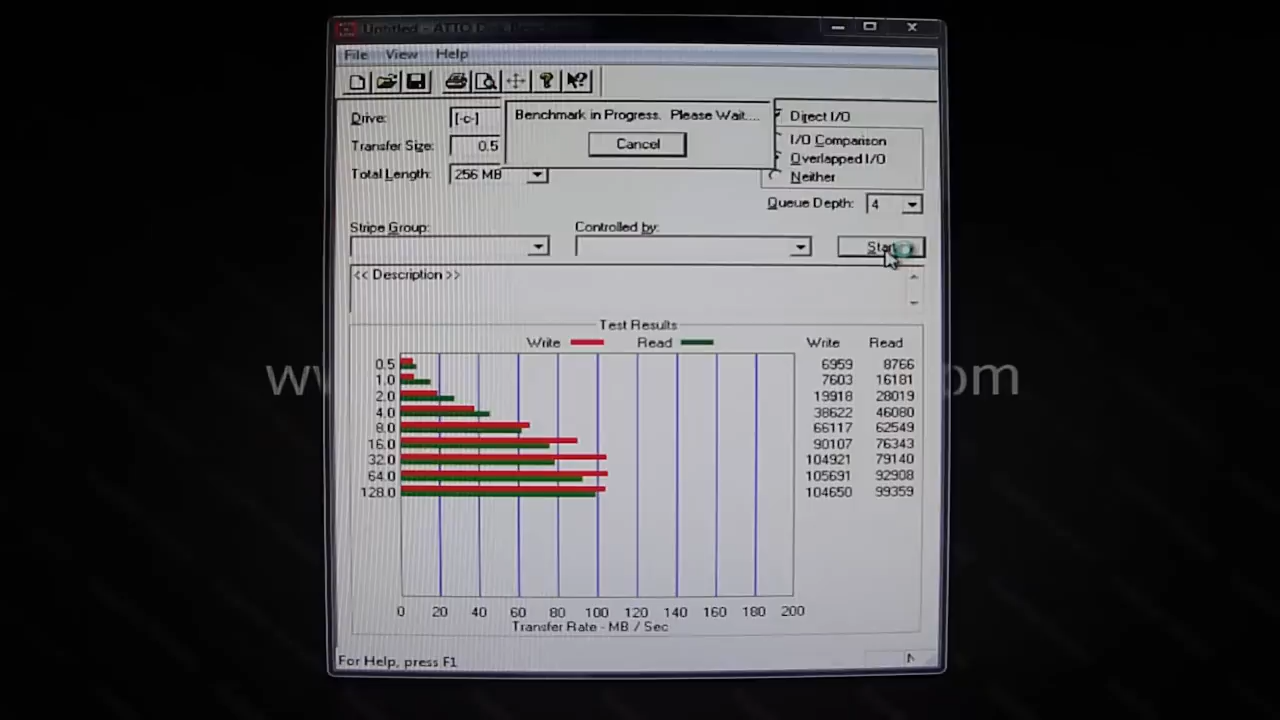 Untitled - ATTO Disk
File View Help
Benchmark in Progress. Please Wait....
Cancel
Drive: [-c-]
Transfer Size: 0.5
Total Length: 256 MB
Direct I/O
I/O Comparison
Overlapped I/O
Neither
Queue Depth: 4
Stripe Group: Controlled by:
Start
<< Description >>
Test Results
Write Read Write Read
0.5 6959 8766
1.0 7603 16181
2.0 19918 28019
4.0 38622 46080
8.0 66117 62549
16.0 90107 76343
32.0 104921 79140
64.0 105691 92908
128.0 104650 99359
0 20 40 60 80 100 120 140 160 180 200
Transfer Rate - MB / Sec
For Help, press F1